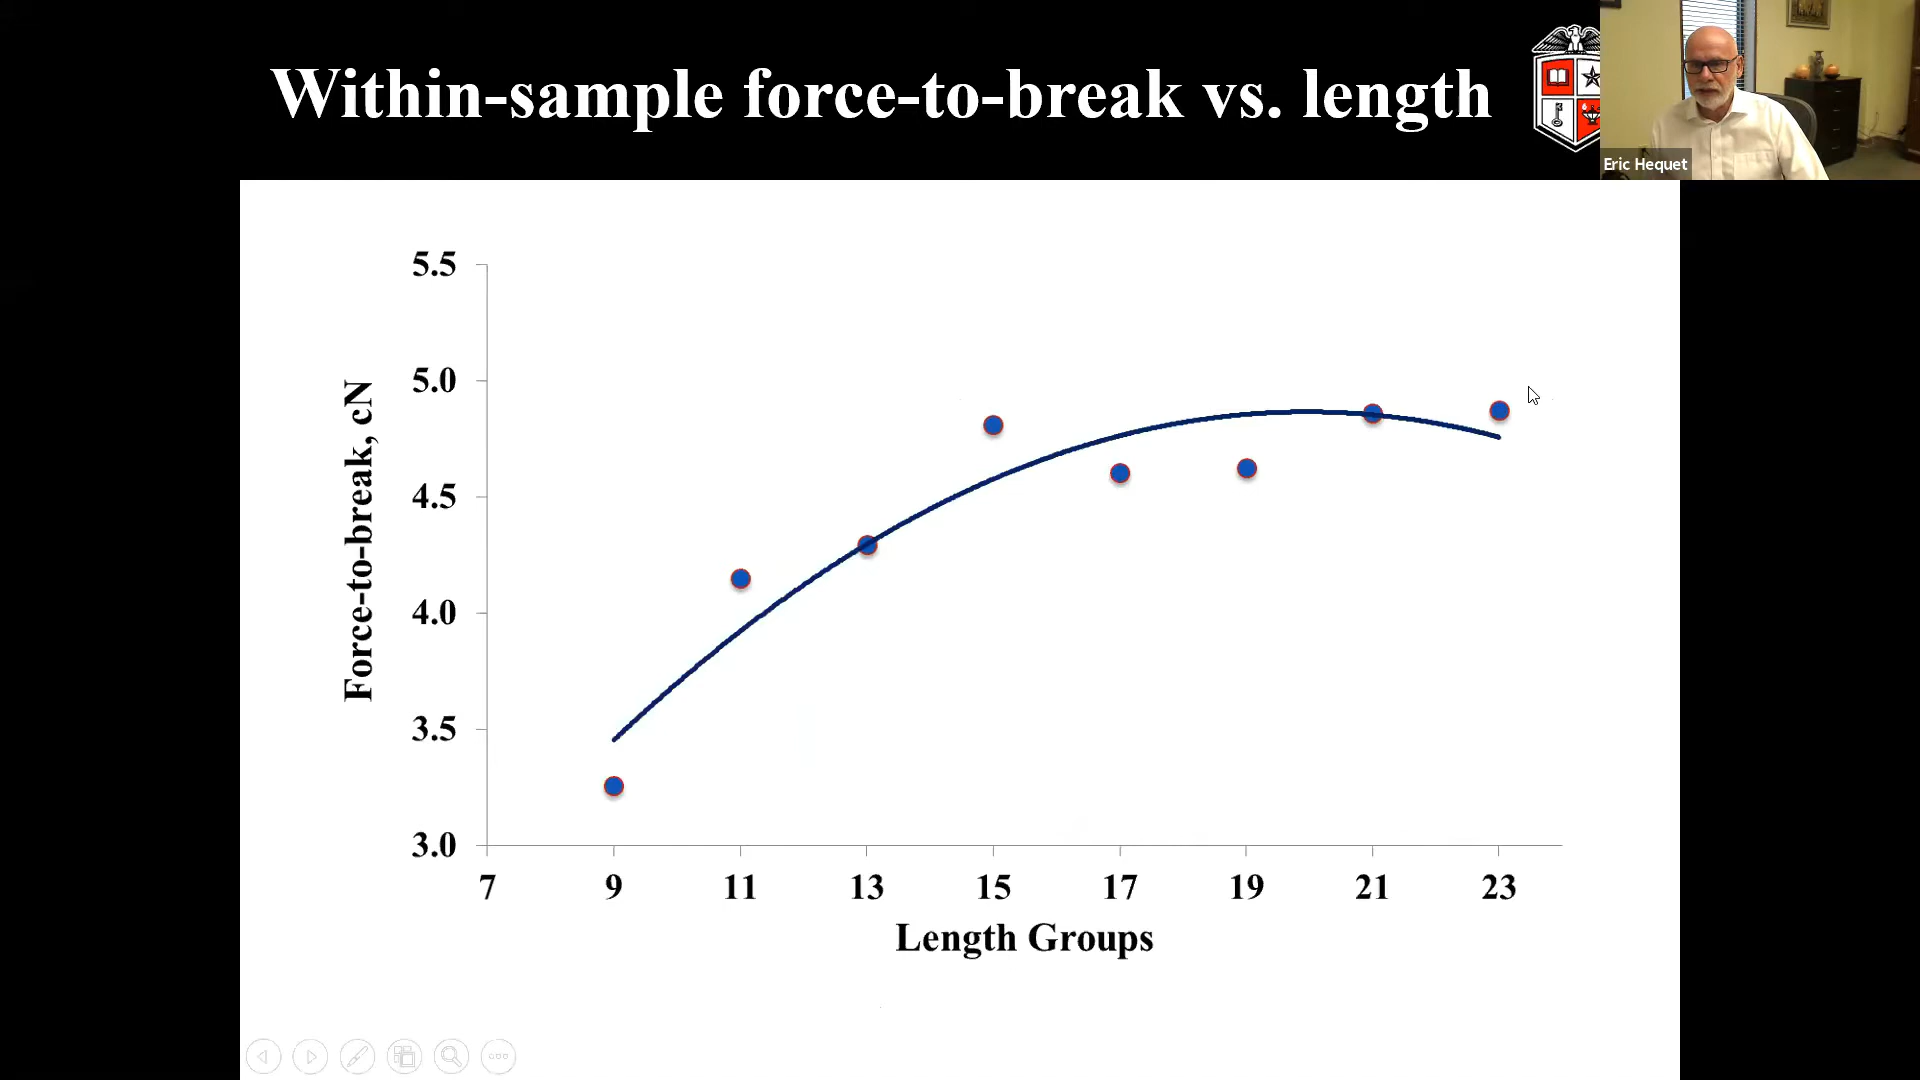 Within-sample force-to-break vs. length
Eric Hequet
5.5
5.0
4.5
4.0
3.5
3.0
Force-to-break, cN
7 9 11 13 15 17 19 21 23
Length Groups